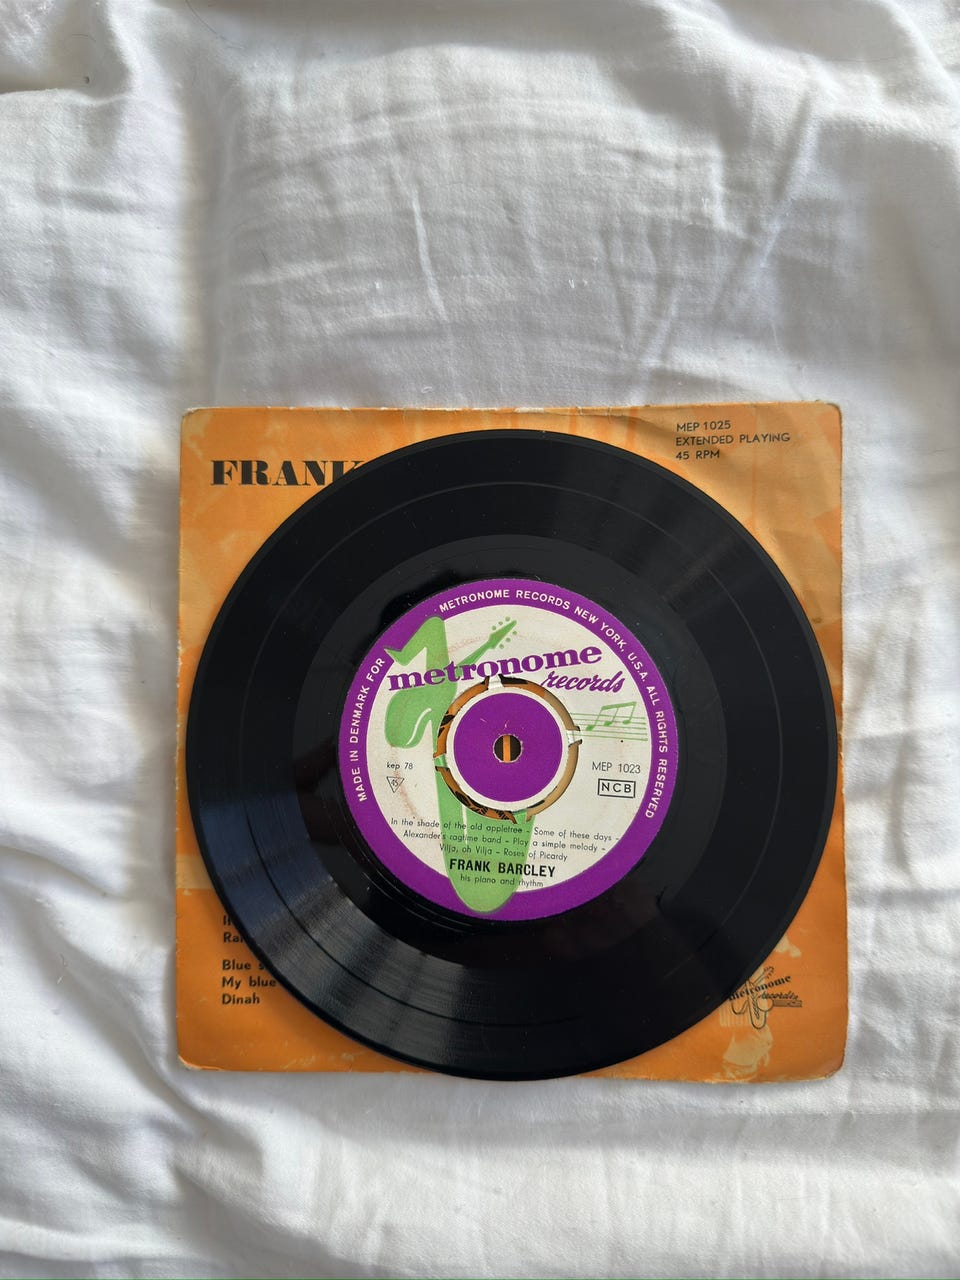 MEP 1025
EXTENDED PLAYING
45 RPM
FRANK
MADE IN DENMARK FOR METRONOME RECORDS NEW YORK, U.S.A. ALL RIGHTS RESERVED
metronome
records
kep 78
45
MEP 1023
NCB
In the shade of the old appletree - Some of these days -
Alexander's ragtime band - Play a simple melody -
Vilja, oh Vilja - Roses of Picardy
FRANK BARCLEY
his piano and rhythm
Blue
My blue
Dinah
metronome
records